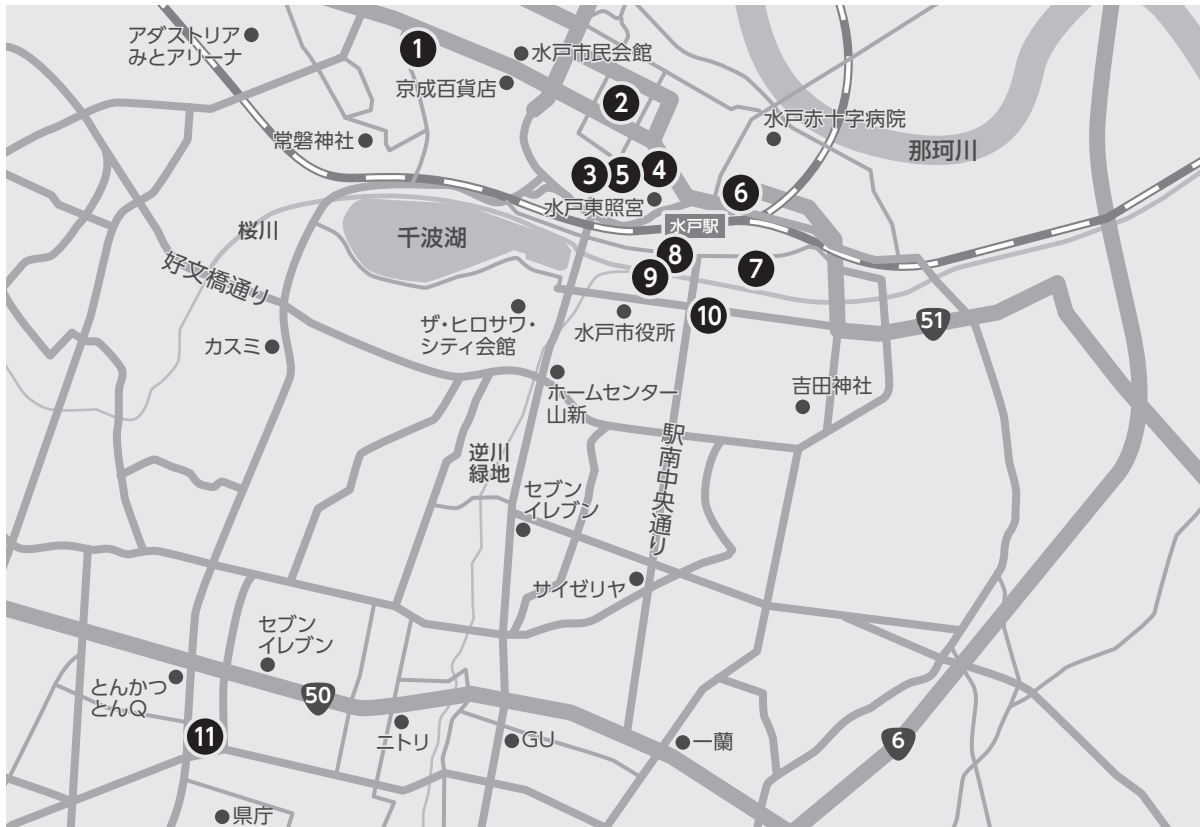 アダストリア
みとアリーナ
1
水戸市民会館
京成百貨店
2
水戸赤十字病院
常磐神社
那珂川
3
5
4
6
水戸東照宮
水戸駅
桜川
千波湖
好文橋通り
8
7
9
10
ザ・ヒロサワ・
シティ会館
水戸市役所
51
カスミ
ホームセンター
山新
吉田神社
逆川
緑地
駅南中央通り
セブン
イレブン
サイゼリヤ
セブン
イレブン
とんかつ
とんQ
50
11
ニトリ
GU
一蘭
6
県庁